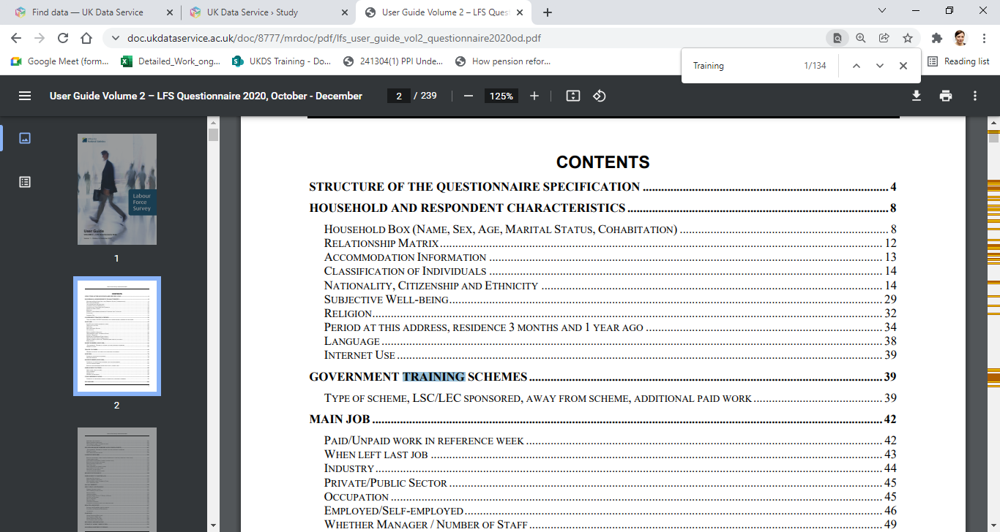 Find data — UK Data Service
UK Data Service › Study
User Guide Volume 2 – LFS Ques
doc.ukdataservice.ac.uk/doc/8777/mrdoc/pdf/lfs_user_guide_vol2_questionnaire2020od.pdf
Google Meet (form...
Detailed_Work_ong...
UKDS Training - Do...
241304(1) PPI Unde...
How pension refor...
Reading list
Training
1/134
User Guide Volume 2 – LFS Questionnaire 2020, October - December
2 / 239
125%
Labour
Force
Survey
User Guide
1
2
CONTENTS
STRUCTURE OF THE QUESTIONNAIRE SPECIFICATION 4
HOUSEHOLD AND RESPONDENT CHARACTERISTICS 8
HOUSEHOLD BOX (NAME, SEX, AGE, MARITAL STATUS, COHABITATION) 8
RELATIONSHIP MATRIX 12
ACCOMMODATION INFORMATION 13
CLASSIFICATION OF INDIVIDUALS 14
NATIONALITY, CITIZENSHIP AND ETHNICITY 14
SUBJECTIVE WELL-BEING 29
RELIGION 32
PERIOD AT THIS ADDRESS, RESIDENCE 3 MONTHS AND 1 YEAR AGO 34
LANGUAGE 38
INTERNET USE 39
GOVERNMENT TRAINING SCHEMES 39
TYPE OF SCHEME, LSC/LEC SPONSORED, AWAY FROM SCHEME, ADDITIONAL PAID WORK 39
MAIN JOB 42
PAID/UNPAID WORK IN REFERENCE WEEK 42
WHEN LEFT LAST JOB 43
INDUSTRY 44
PRIVATE/PUBLIC SECTOR 45
OCCUPATION 45
EMPLOYED/SELF-EMPLOYED 46
WHETHER MANAGER / NUMBER OF STAFF 49